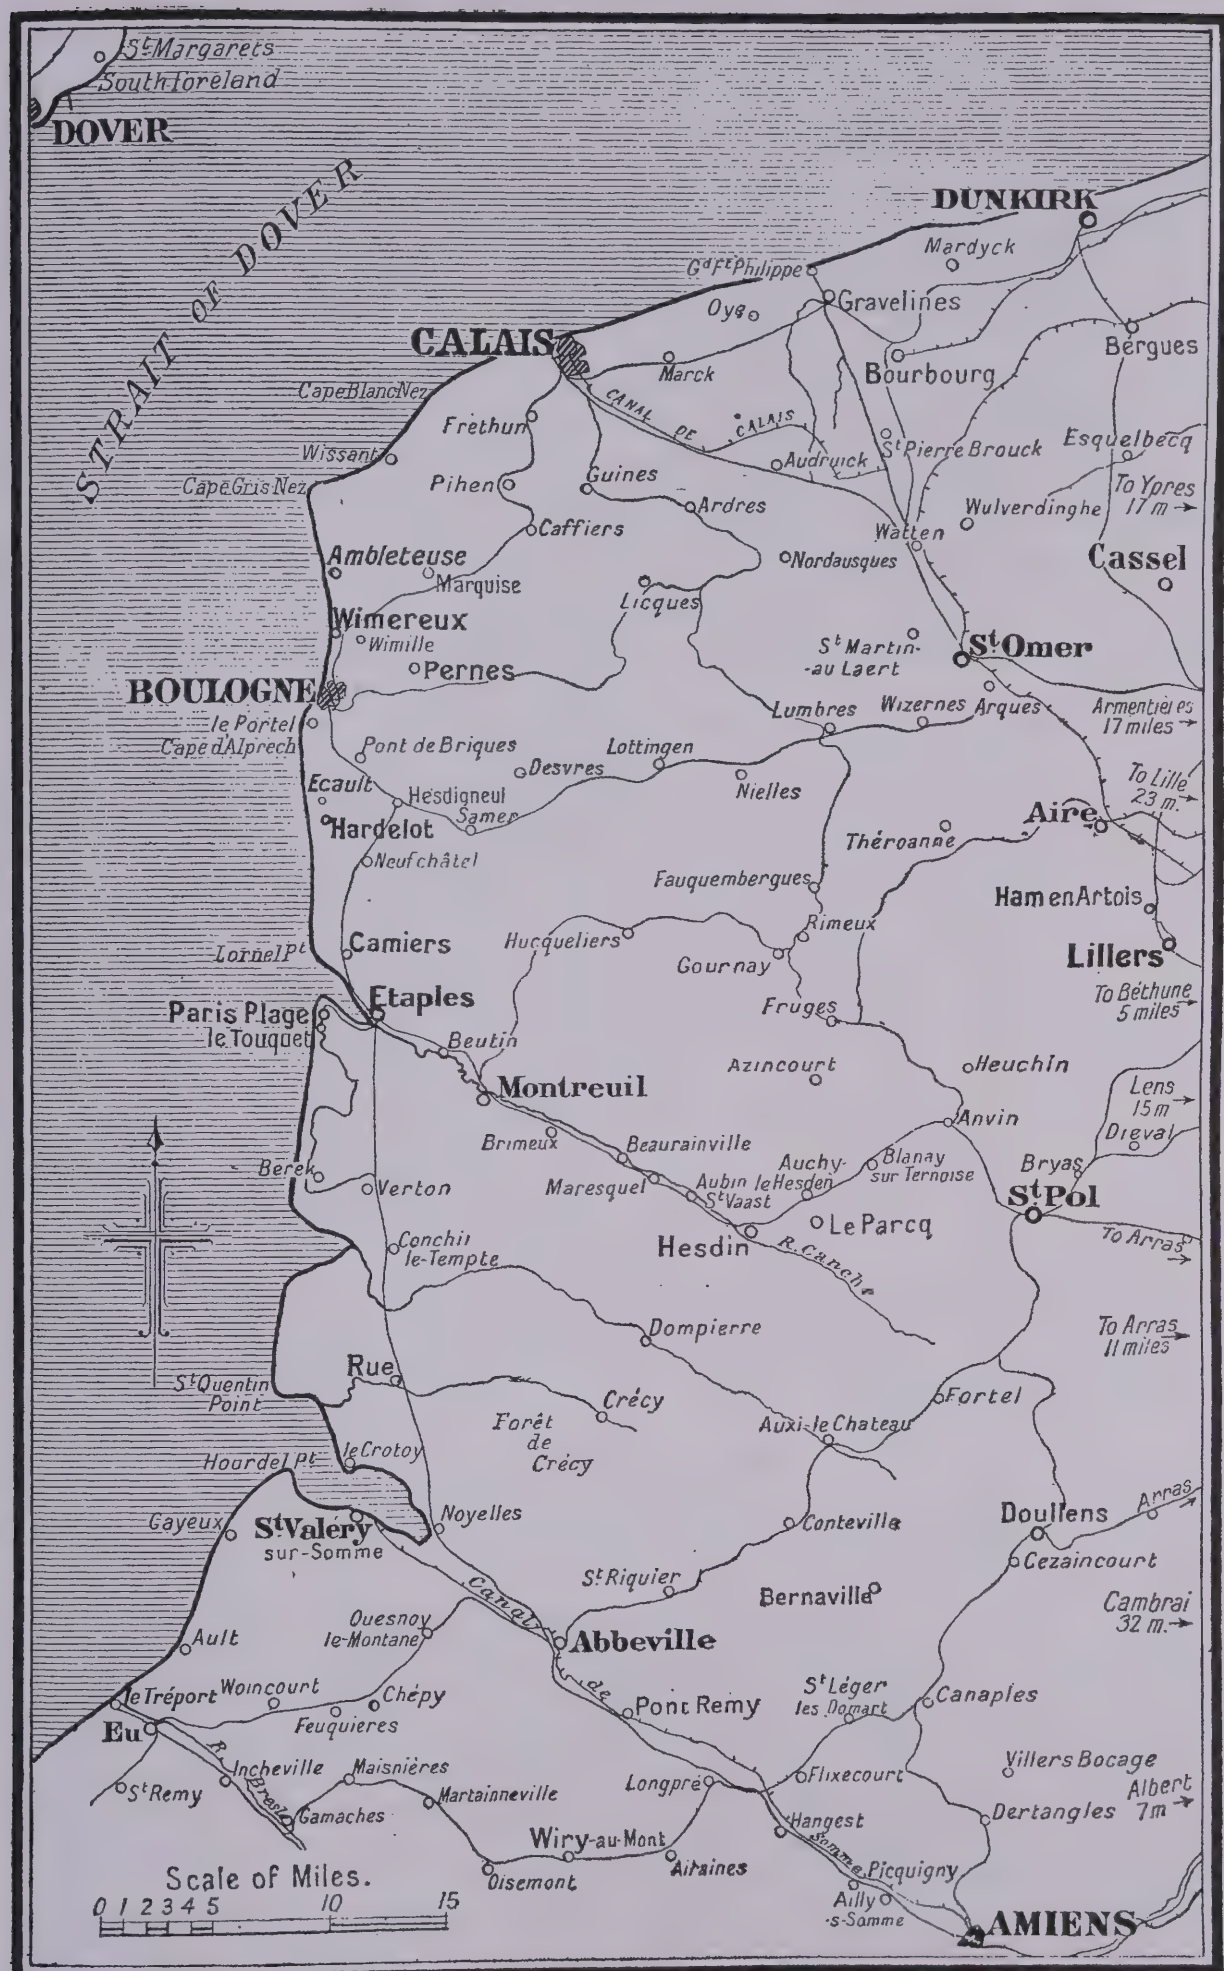 St Margarets
South foreland
DOVER
STRAIT OF DOVER
DUNKIRK
Mardyck
Gd Ft Philippe
Oye
Gravelines
CALAIS
Marck
Bourbourg
Bergues
Cape Blanc Nez
CANAL DE CALAIS
Frethun
Wissant
St Pierre Brouck
Esquelbecq
Audruick
Cape Gris Nez
Pihen
Guines
Ardres
To Ypres
17 m
Wulverdinghe
Caffiers
Watten
Ambleteuse
Marquise
Nordausques
Cassel
Licques
Wimereux
Wimille
St Martin-
-au Laert
St Omer
Pernes
BOULOGNE
le Portel
Cape d'Alprech
Lumbres
Wizernes
Arques
Armentières
17 miles
Pont de Briques
Lottingen
Desvres
Nielles
To Lille
23 m.
Ecault
Hesdigneul
Samer
Hardelot
Aire
Théroanne
Neufchâtel
Fauquembergues
Ham en Artois
Rimeux
Hucqueliers
Camiers
Gournay
Lillers
Lornel Pt
Etaples
Paris Plage
le Touquet
Fruges
To Béthune
5 miles
Beutin
Azincourt
Heuchin
Montreuil
Lens
15 m
Anvin
Brimeux
Beaurainville
Dieval
Auchy-
le Hesden
Blanay
sur Ternoise
Bryas
Berek
Verton
Maresquel
Aubin
St Vaast
St Pol
Le Parcq
Hesdin
R. Canche
To Arras
Conchil
le-Tempte
Dompierre
To Arras
11 miles
Rue
St Quentin
Point
Crécy
Fortel
Forêt
de
Crécy
Auxi-le Chateau
le Crotoy
Hourdel Pt
Noyelles
Gayeux
St Valéry
sur-Somme
Conteville
Doullens
Arras
Cezaincourt
St Riquier
Bernaville
Canal de
Cambrai
32 m.
Quesnoy
le-Montane
Abbeville
Ault
le Tréport
Woincourt
Chépy
Feuquieres
Pont Remy
St Léger
les Domart
Canaples
Eu
R. Bresle
Incheville
St Remy
Maisnières
Martainneville
Longpré
Flixecourt
Villers Bocage
Albert
7 m
Gamaches
Hangest
Dertangles
Wiry-au-Mont
Airaines
Somme
Picquigny
Oisemont
Ailly
-s-Somme
AMIENS
Scale of Miles.
0 1 2 3 4 5 10 15